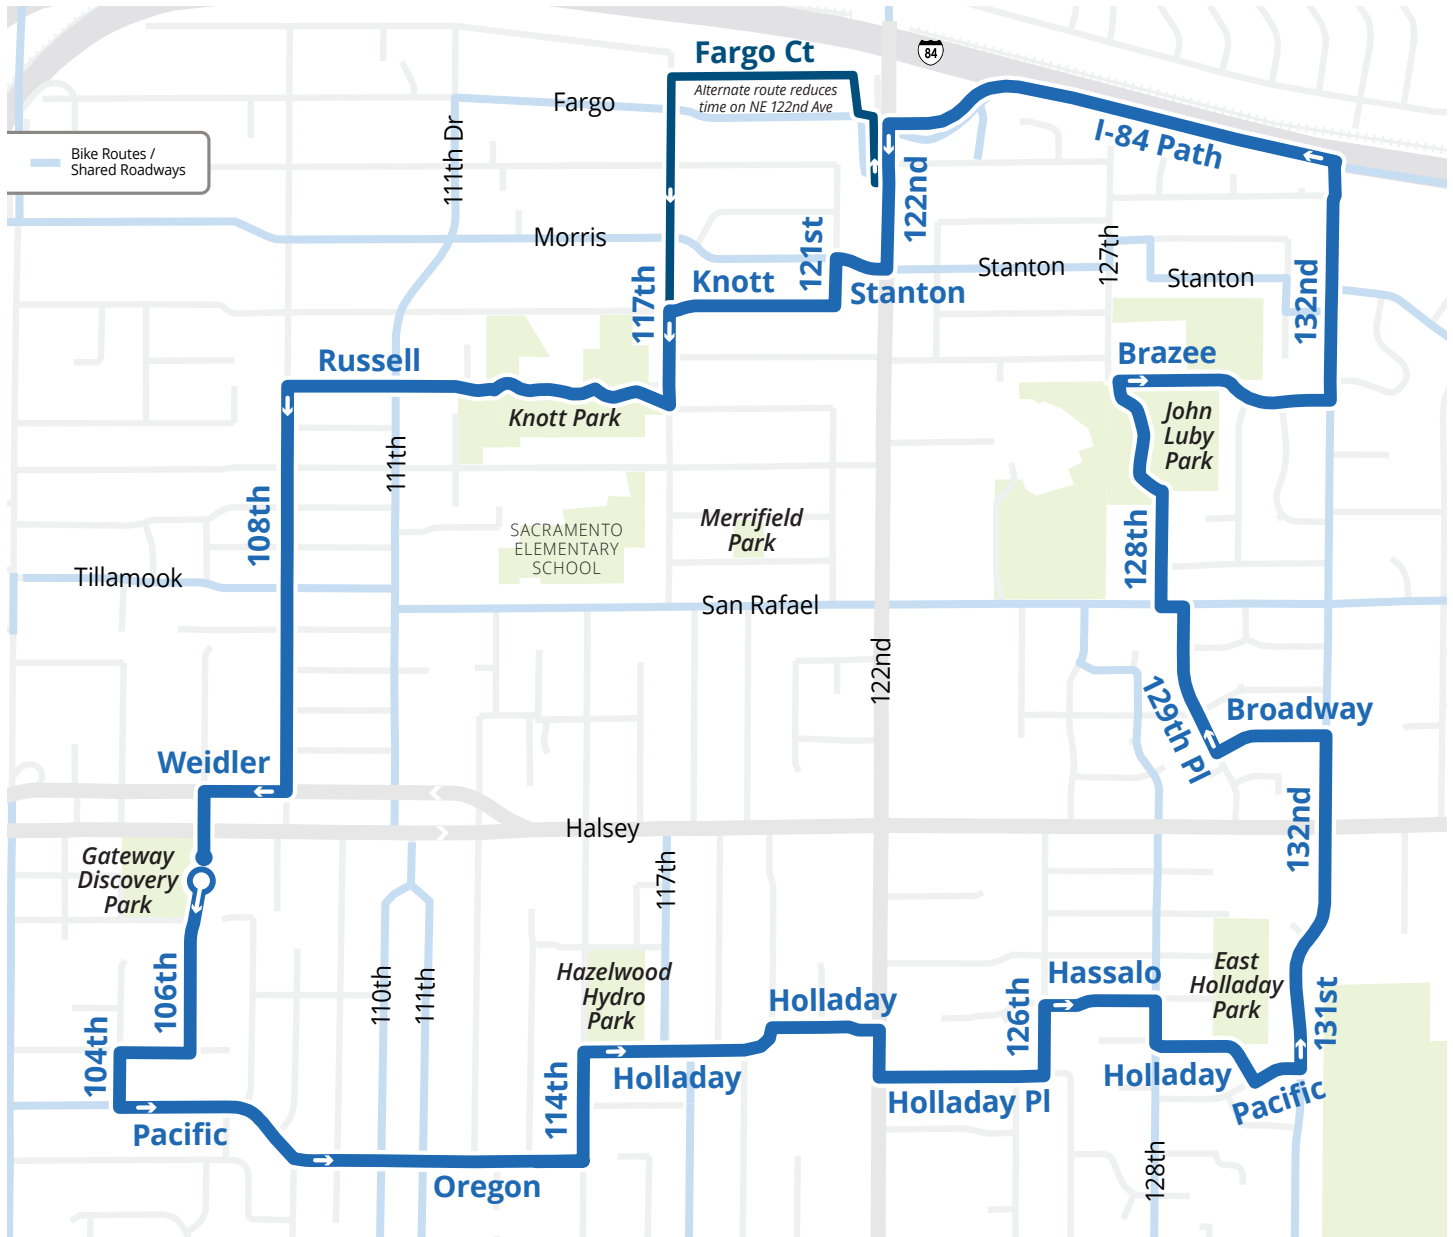 Fargo Ct
84
Alternate route reduces
time on NE 122nd Ave
Fargo
111th Dr
I-84 Path
Bike Routes /
Shared Roadways
122nd
Morris
121st
127th
Stanton
Stanton
Knott
Stanton
117th
132nd
Russell
Brazee
Knott Park
John
Luby
Park
111th
108th
SACRAMENTO
ELEMENTARY
SCHOOL
Merrifield
Park
128th
Tillamook
San Rafael
122nd
129th Pl
Broadway
Weidler
Halsey
132nd
Gateway
Discovery
Park
117th
106th
110th
111th
Hazelwood
Hydro
Park
Holladay
126th
Hassalo
East
Holladay
Park
131st
104th
114th
Holladay
Holladay Pl
Holladay
Pacific
Pacific
128th
Oregon